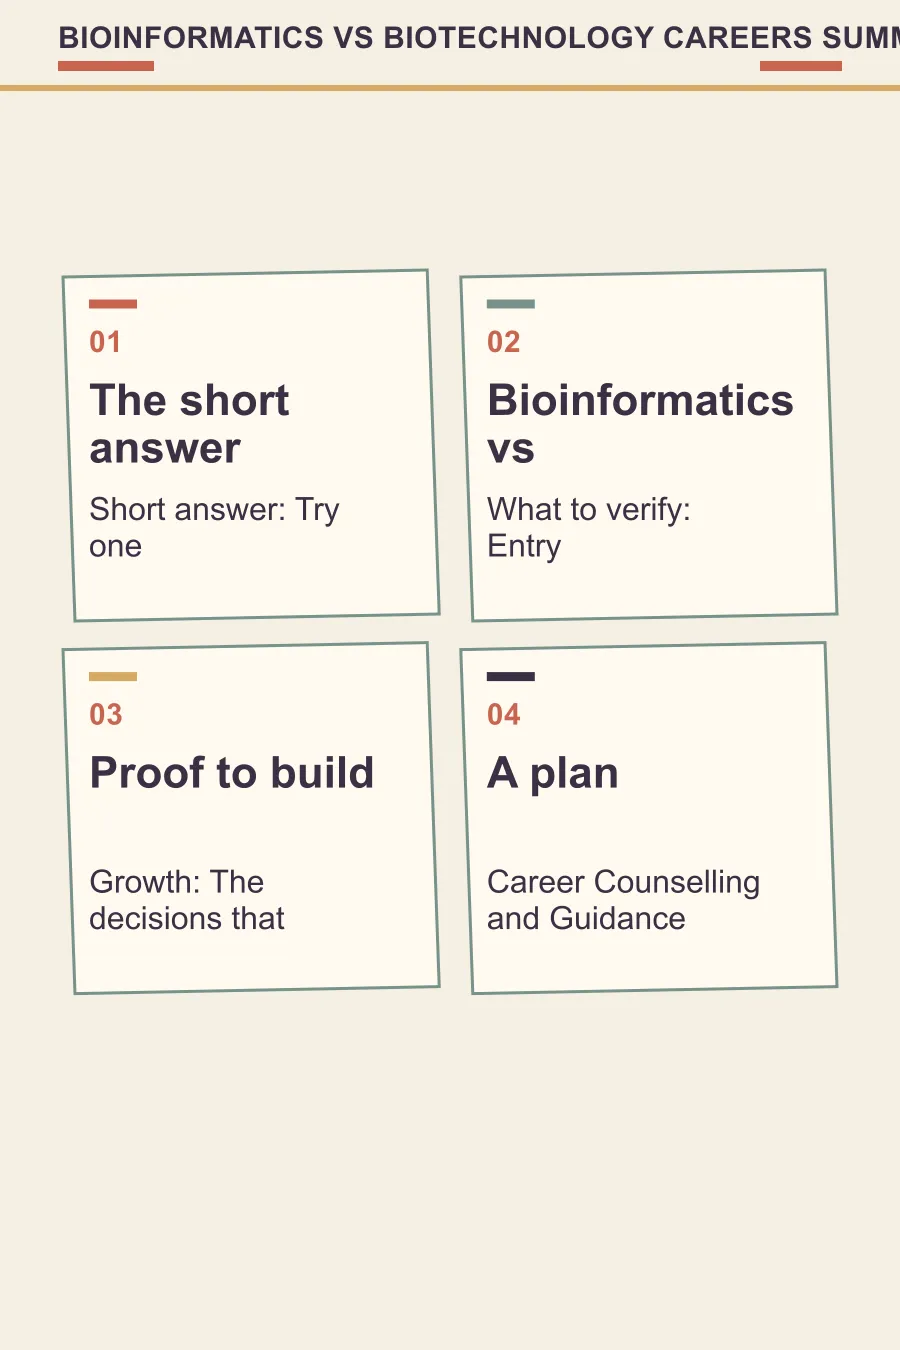 BIOINFORMATICS VS BIOTECHNOLOGY CAREERS SUMM
01
The short
answer
Short answer: Try
one
02
Bioinformatics
vs
What to verify:
Entry
03
Proof to build
Growth: The
decisions that
04
A plan
Career Counselling
and Guidance